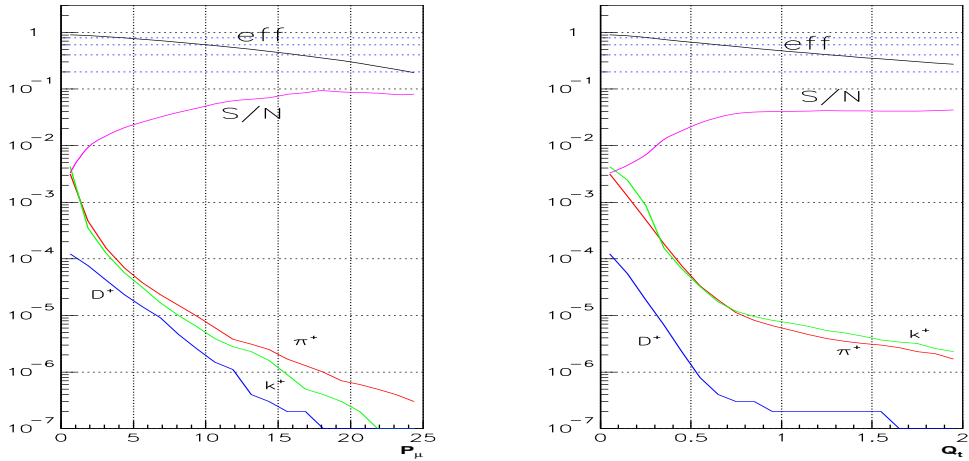 1
10⁻¹
10⁻²
10⁻³
10⁻⁴
10⁻⁵
10⁻⁶
10⁻⁷
0 5 10 15 20 25
P_μ
eff
S/N
D⁺
π⁺
k⁺
1
10⁻¹
10⁻²
10⁻³
10⁻⁴
10⁻⁵
10⁻⁶
10⁻⁷
0 0.5 1 1.5 2
Q_t
eff
S/N
D⁺
k⁺
π⁺